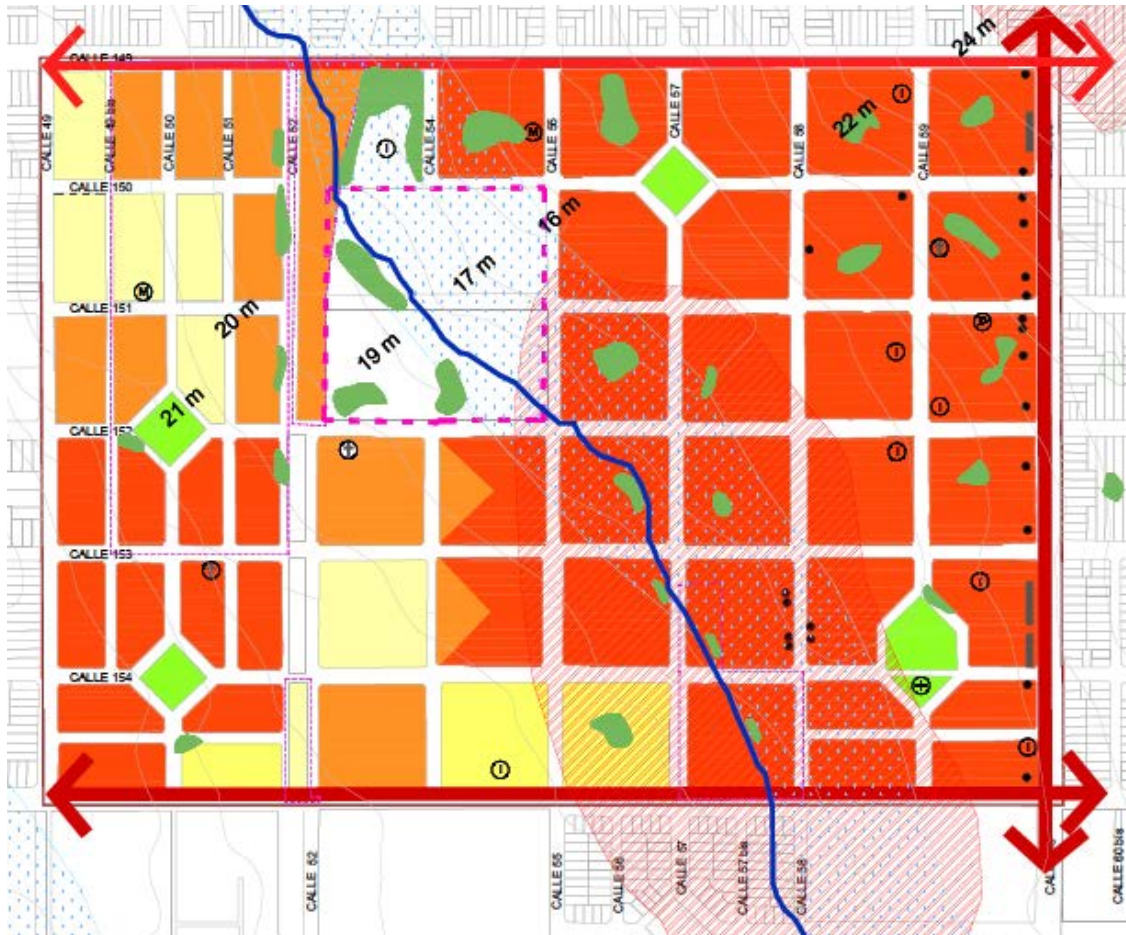 24 m
CALLE 149
CALLE 49
CALLE 49 bis
CALLE 50
CALLE 51
CALLE 52
CALLE 54
CALLE 55
CALLE 57
CALLE 58
CALLE 59
22 m
I
I
M
CALLE 150
16 m
17 m
M
CALLE 151
20 m
M
19 m
I
I
21 m
CALLE 152
I
CALLE 153
I
CALLE 154
I
I
CALLE 52
CALLE 55
CALLE 56
CALLE 57
CALLE 57 bis
CALLE 58
CALLE 60 bis